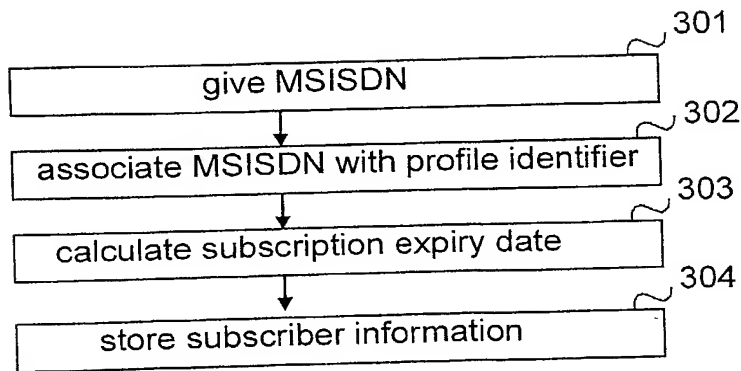 301
give MSISDN
302
associate MSISDN with profile identifier
303
calculate subscription expiry date
304
store subscriber information